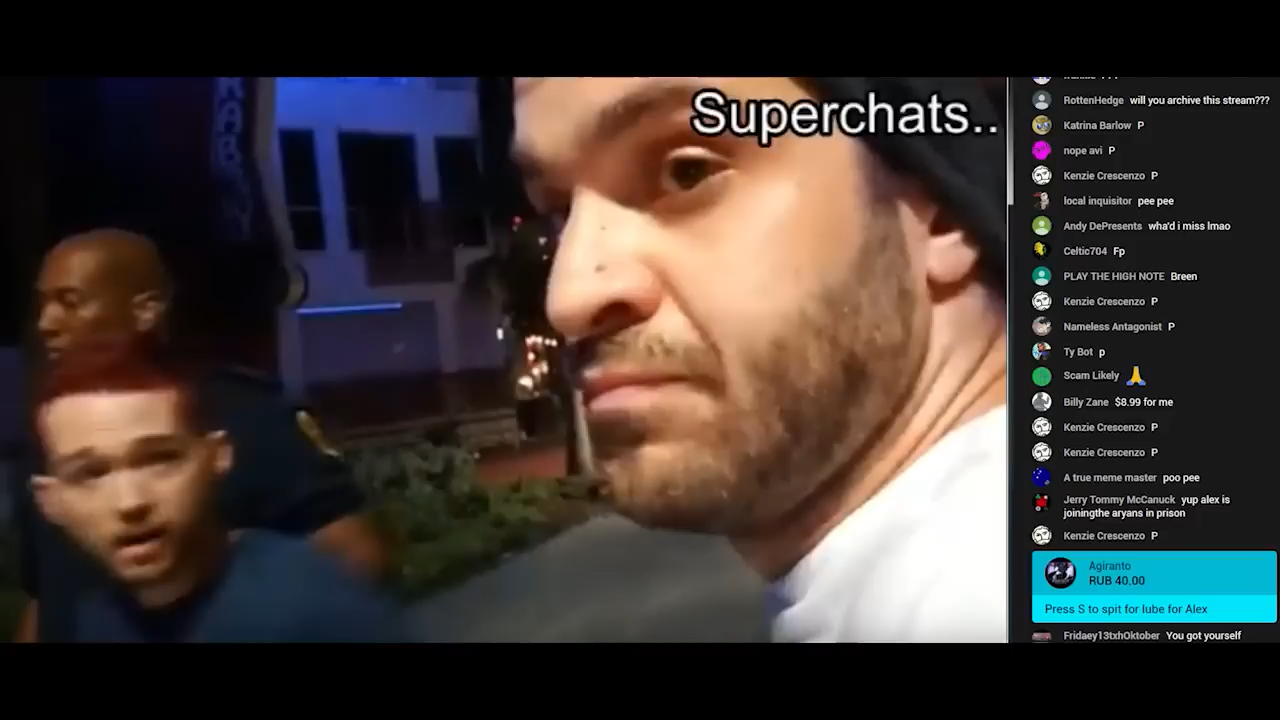 Superchats..
RottenHedge will you archive this stream???
Katrina Barlow P
nope avi P
Kenzie Crescenzo P
local inquisitor pee pee
Andy DePresents wha'd i miss lmao
Celtic704 Fp
PLAY THE HIGH NOTE Breen
Kenzie Crescenzo P
Nameless Antagonist P
Ty Bot p
Scam Likely 🙏
Billy Zane $8.99 for me
Kenzie Crescenzo P
Kenzie Crescenzo P
A true meme master poo pee
Jerry Tommy McCanuck yup alex is
joiningthe aryans in prison
Kenzie Crescenzo P
Agiranto
RUB 40.00
Press S to spit for lube for Alex
Fridaey13txhOktober You got yourself